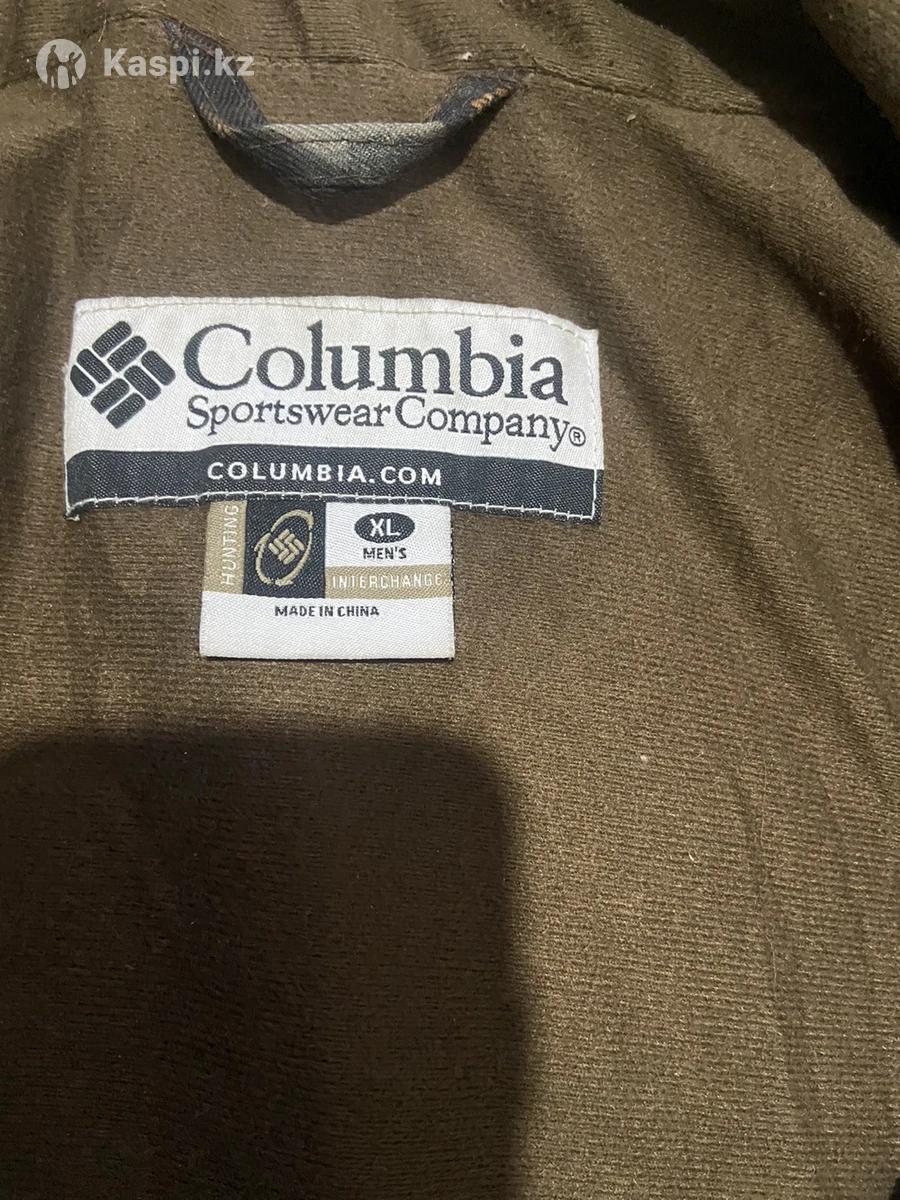 Kaspi.kz
Columbia
Sportswear Company®
COLUMBIA.COM
HUNTING
XL
MEN'S
INTERCHANGE
MADE IN CHINA